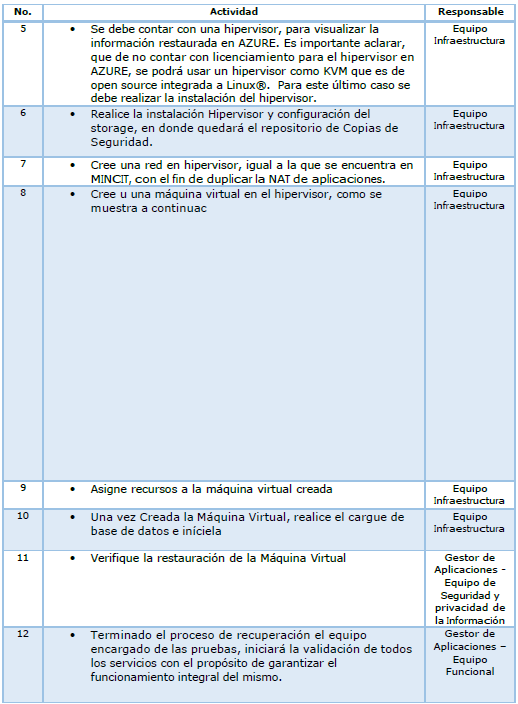 No.
Actividad
Responsable
5
• Se debe contar con una hipervisor, para visualizar la
información restaurada en AZURE. Es importante aclarar,
que de no contar con licenciamiento para el hipervisor en
AZURE, se podrá usar un hipervisor como KVM que es de
open source integrada a Linux®. Para este último caso se
debe realizar la instalación del hipervisor.
Equipo
Infraestructura
6
• Realice la instalación Hipervisor y configuración del
storage, en donde quedará el repositorio de Copias de
Seguridad.
Equipo
Infraestructura
7
• Cree una red en hipervisor, igual a la que se encuentra en
MINCIT, con el fin de duplicar la NAT de aplicaciones.
Equipo
Infraestructura
8
• Cree u una máquina virtual en el hipervisor, como se
muestra a continuac
Equipo
Infraestructura
9
• Asigne recursos a la máquina virtual creada
Equipo
Infraestructura
10
• Una vez Creada la Máquina Virtual, realice el cargue de
base de datos e iníciela
Equipo
Infraestructura
11
• Verifique la restauración de la Máquina Virtual
Gestor de
Aplicaciones -
Equipo de
Seguridad y
privacidad de
la Información
12
• Terminado el proceso de recuperación el equipo
encargado de las pruebas, iniciará la validación de todos
los servicios con el propósito de garantizar el
funcionamiento integral del mismo.
Gestor de
Aplicaciones –
Equipo
Funcional